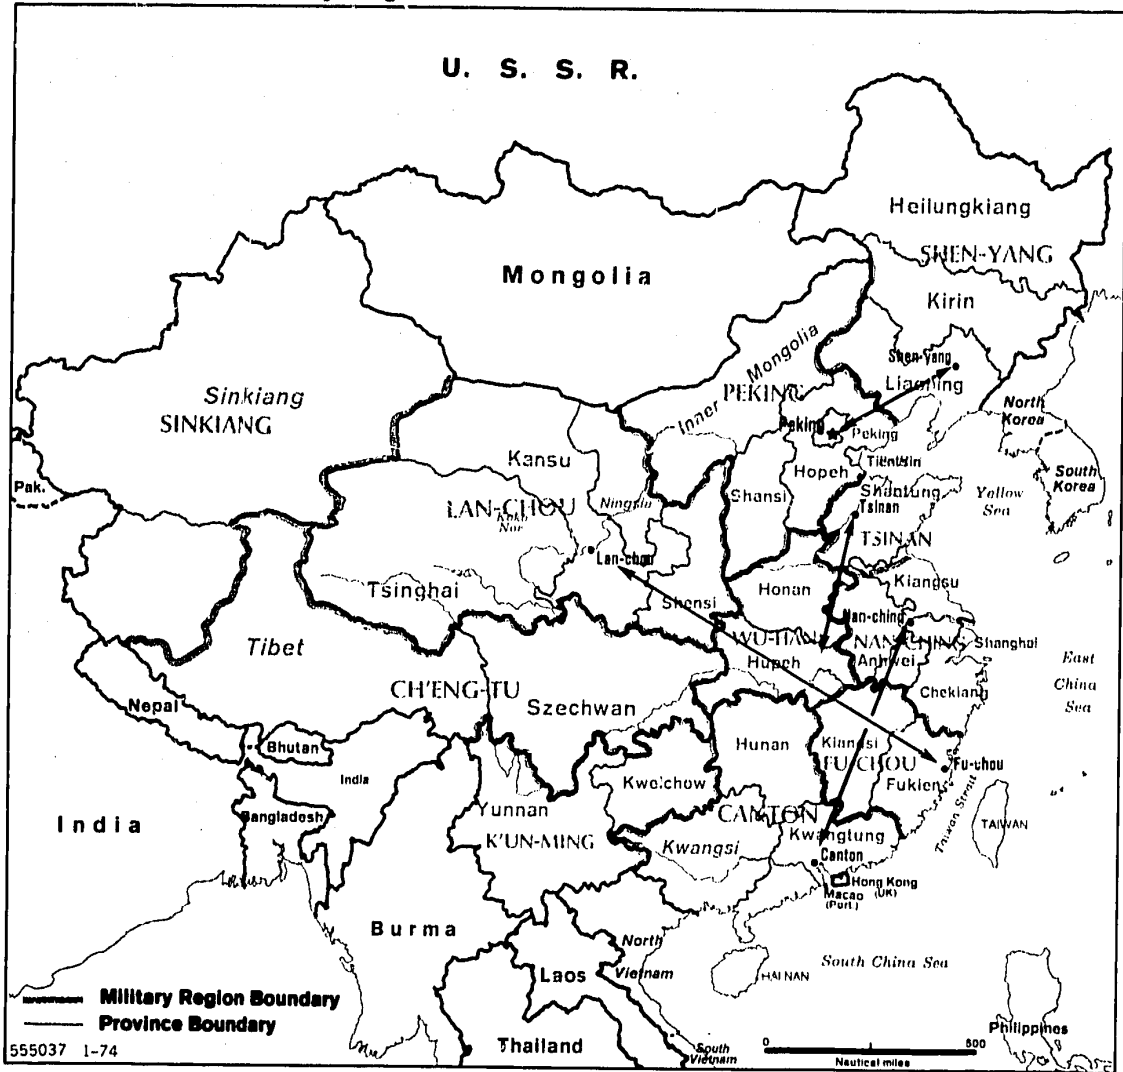 U. S. S. R.
Heilungkiang
SHEN-YANG
Mongolia
Kirin
Inner Mongolia
Shen-yang
Liaoning
Sinkiang
SINKIANG
PEKING
North Korea
Peking
Peking
Kansu
Hopeh
Tientsin
South Korea
Pak.
Shansi
Shantung
Yellow Sea
LAN-CHOU
Koko Nor
Ningsia
Tsinan
TSINAN
Lan-chou
Tsinghai
Honan
Kiangsu
Shensi
Nan-ching
Tibet
WU-HAN
NAN-CHING
Shanghai
Hupeh
Anhwei
East China Sea
CH'ENG-TU
Chekiang
Nepal
Szechwan
Bhutan
Hunan
Kiangsi
FU-CHOU
Fu-chou
India
Kweichow
Fukien
Yunnan
Bangladesh
CANTON
Taiwan Strait
TAIWAN
India
K'UN-MING
Kwangsi
Kwangtung
Canton
Hong Kong
(UK)
Macao
(Port.)
Burma
North Vietnam
South China Sea
Laos
HAI NAN
Military Region Boundary
Province Boundary
Philippines
555037 1-74
Thailand
South Vietnam
0 500
Nautical miles